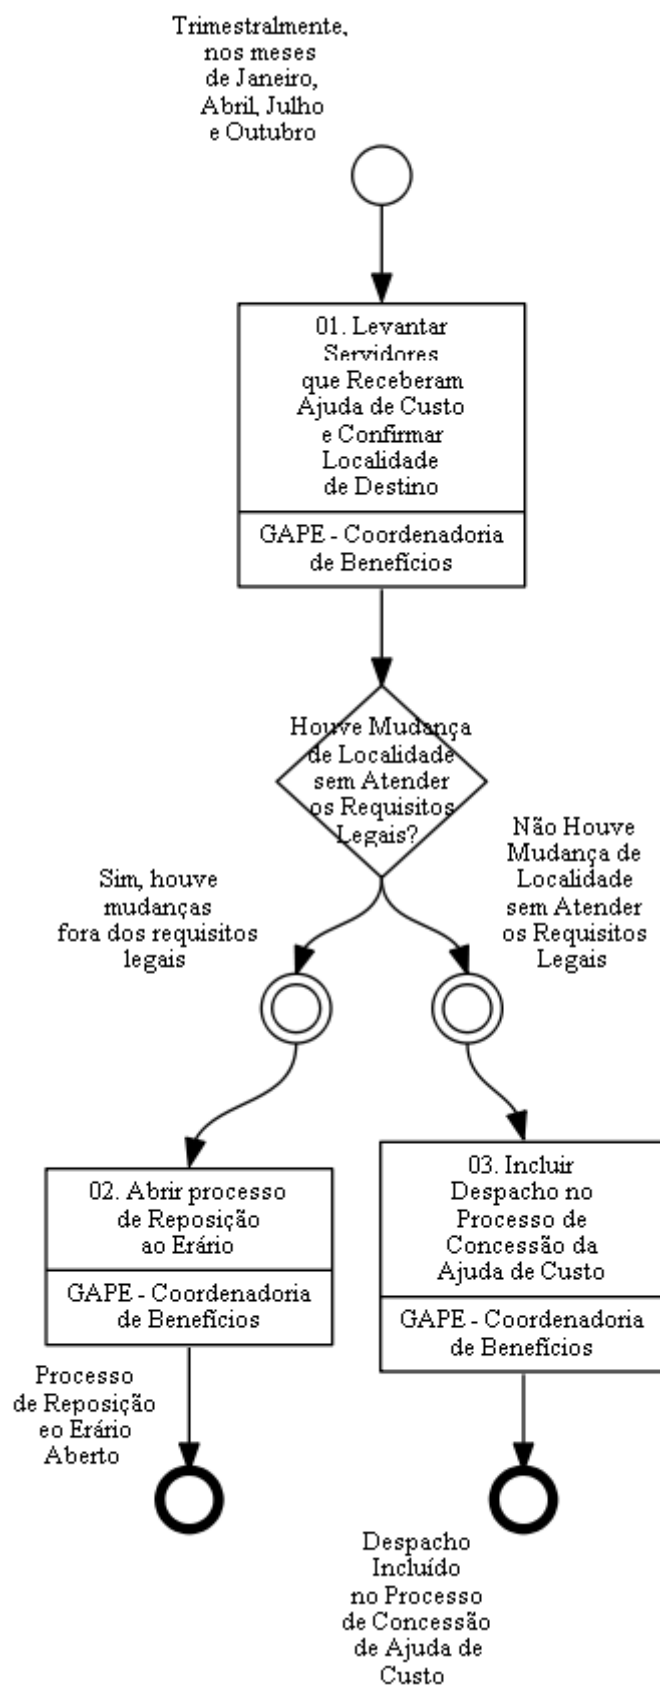 Trimestralmente,
nos meses
de Janeiro,
Abril, Julho
e Outubro
01. Levantar
Servidores
que Receberam
Ajuda de Custo
e Confirmar
Localidade
de Destino
GAPE - Coordenadoria
de Benefícios
Houve Mudança
de Localidade
sem Atender
os Requisitos
Legais?
Sim, houve
mudanças
fora dos requisitos
legais
Não Houve
Mudança de
Localidade
sem Atender
os Requisitos
Legais
02. Abrir processo
de Reposição
ao Erário
GAPE - Coordenadoria
de Benefícios
03. Incluir
Despacho no
Processo de
Concessão da
Ajuda de Custo
GAPE - Coordenadoria
de Benefícios
Processo
de Reposição
eo Erário
Aberto
Despacho
Incluído
no Processo
de Concessão
de Ajuda de
Custo